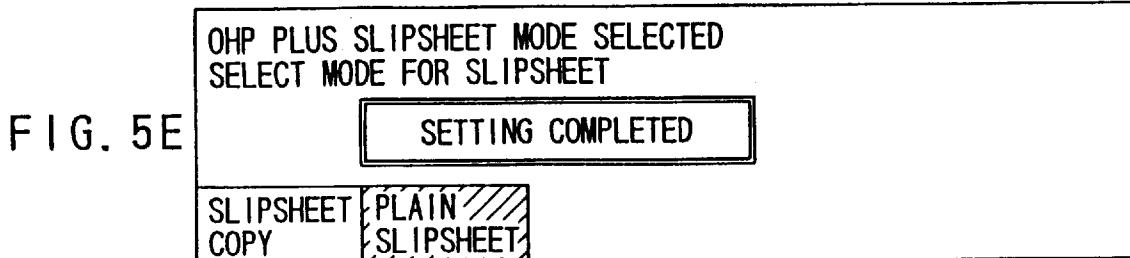 OHP PLUS SLIPSHEET MODE SELECTED
SELECT MODE FOR SLIPSHEET
FIG. 5E
SETTING COMPLETED
SLIPSHEET PLAIN
COPY SLIPSHEET